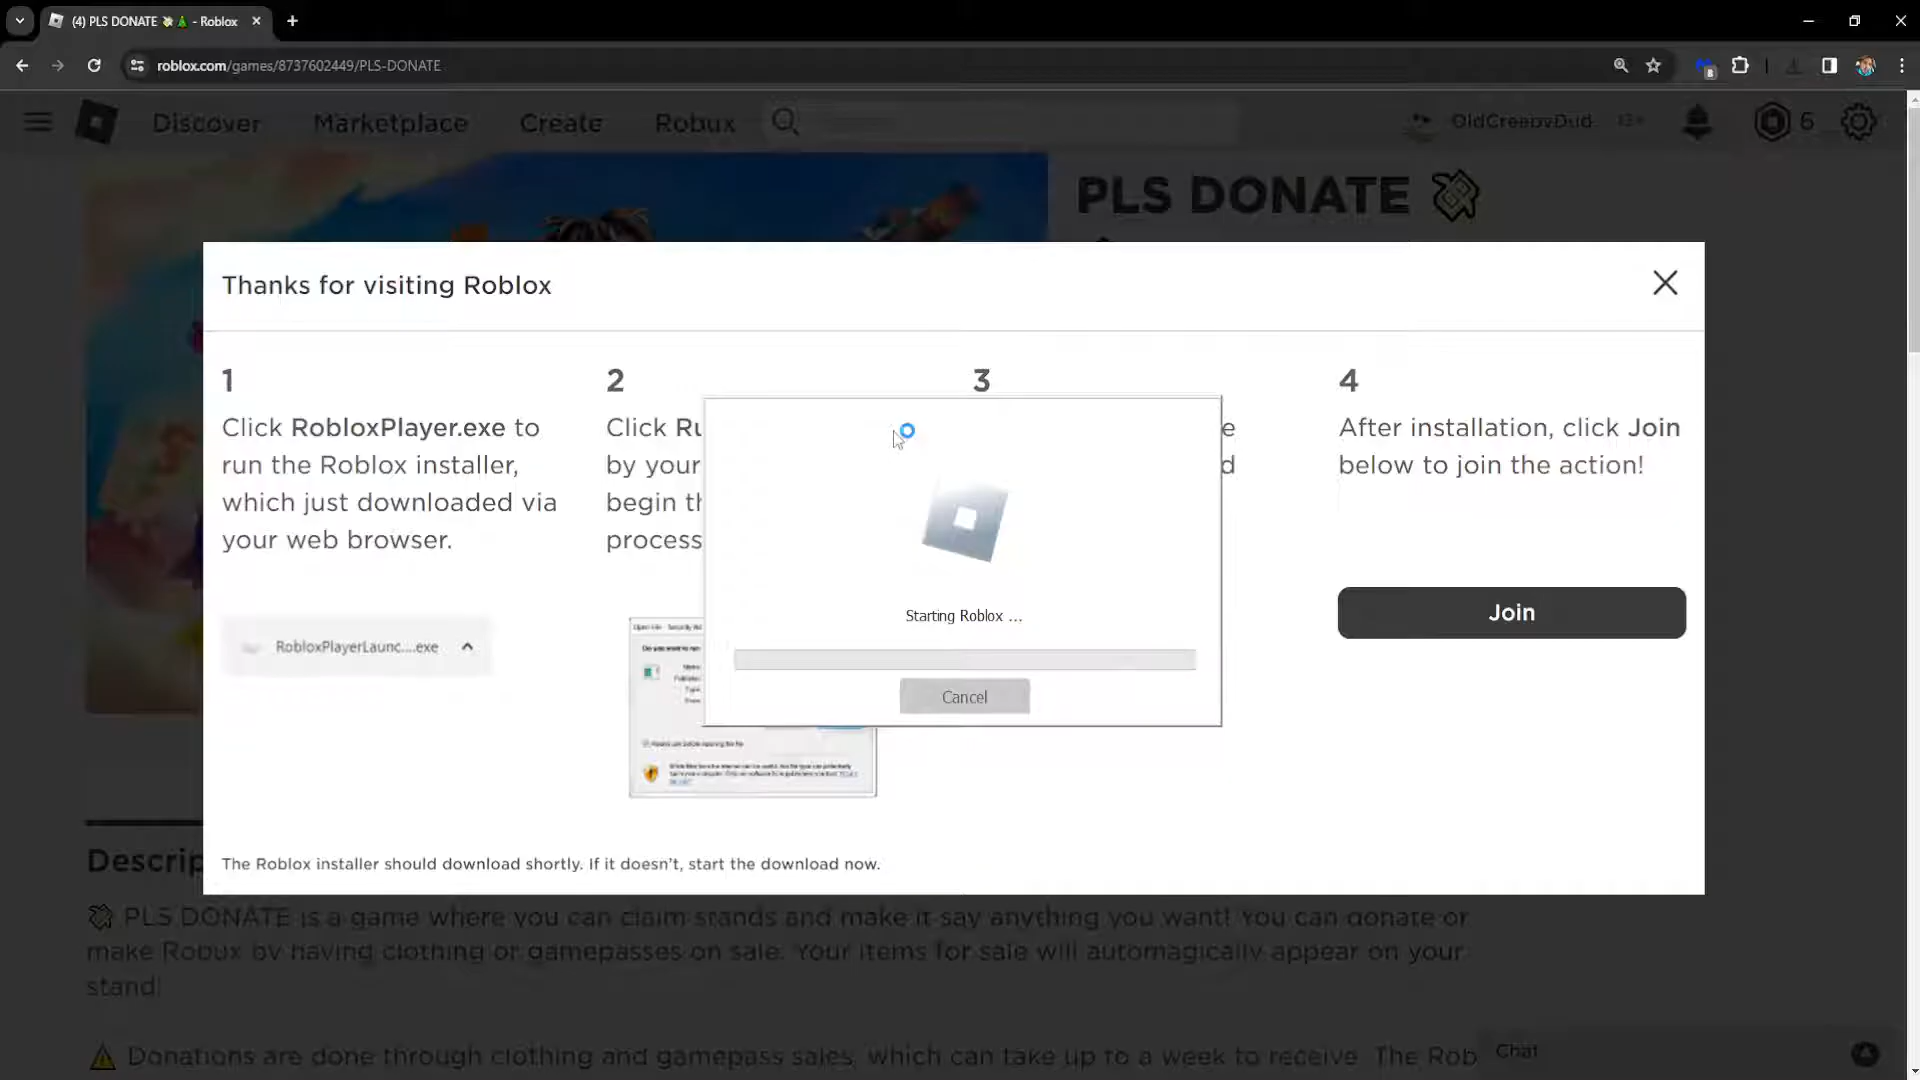 (4) PLS DONATE 💸🎄 - Roblox
roblox.com/games/8737602449/PLS-DONATE
8
Discover
Marketplace
Create
Robux
OldCreepyDud
13+
6
PLS DONATE 💸
Thanks for visiting Roblox
1
Click RobloxPlayer.exe to
run the Roblox installer,
which just downloaded via
your web browser.
RobloxPlayerLaunc....exe
2
Click Ru
by your
begin th
process
3
e
d
Starting Roblox ...
Cancel
4
After installation, click Join
below to join the action!
Join
The Roblox installer should download shortly. If it doesn't, start the download now.
Descrip
💸 PLS DONATE is a game where you can claim stands and make it say anything you want! You can donate or
make Robux by having clothing or gamepasses on sale. Your items for sale will automagically appear on your
stand!
⚠️ Donations are done through clothing and gamepass sales, which can take up to a week to receive. The Rob
Chat